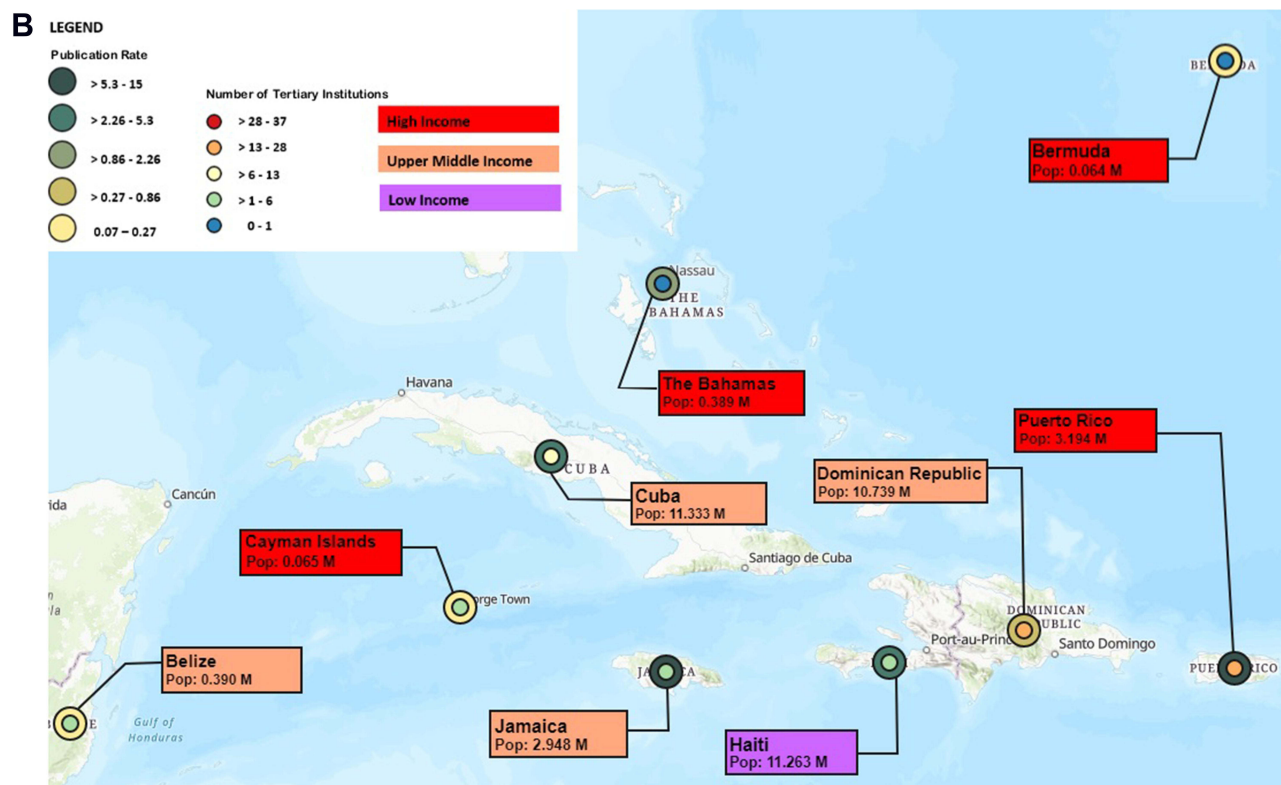 B
LEGEND
Publication Rate
> 5.3 - 15
> 2.26 - 5.3
> 0.86 - 2.26
> 0.27 - 0.86
0.07 – 0.27
Number of Tertiary Institutions
> 28 - 37
> 13 - 28
> 6 - 13
> 1 - 6
0 - 1
High Income
Upper Middle Income
Low Income
Bermuda
Pop: 0.064 M
Nassau
THE
BAHAMAS
The Bahamas
Pop: 0.389 M
Havana
CUBA
Cuba
Pop: 11.333 M
Puerto Rico
Pop: 3.194 M
Dominican Republic
Pop: 10.739 M
Cancún
Cayman Islands
Pop: 0.065 M
Santiago de Cuba
DOMINICAN
Santo Domingo
Belize
Pop: 0.390 M
Gulf of
Honduras
Jamaica
Pop: 2.948 M
Haiti
Pop: 11.263 M